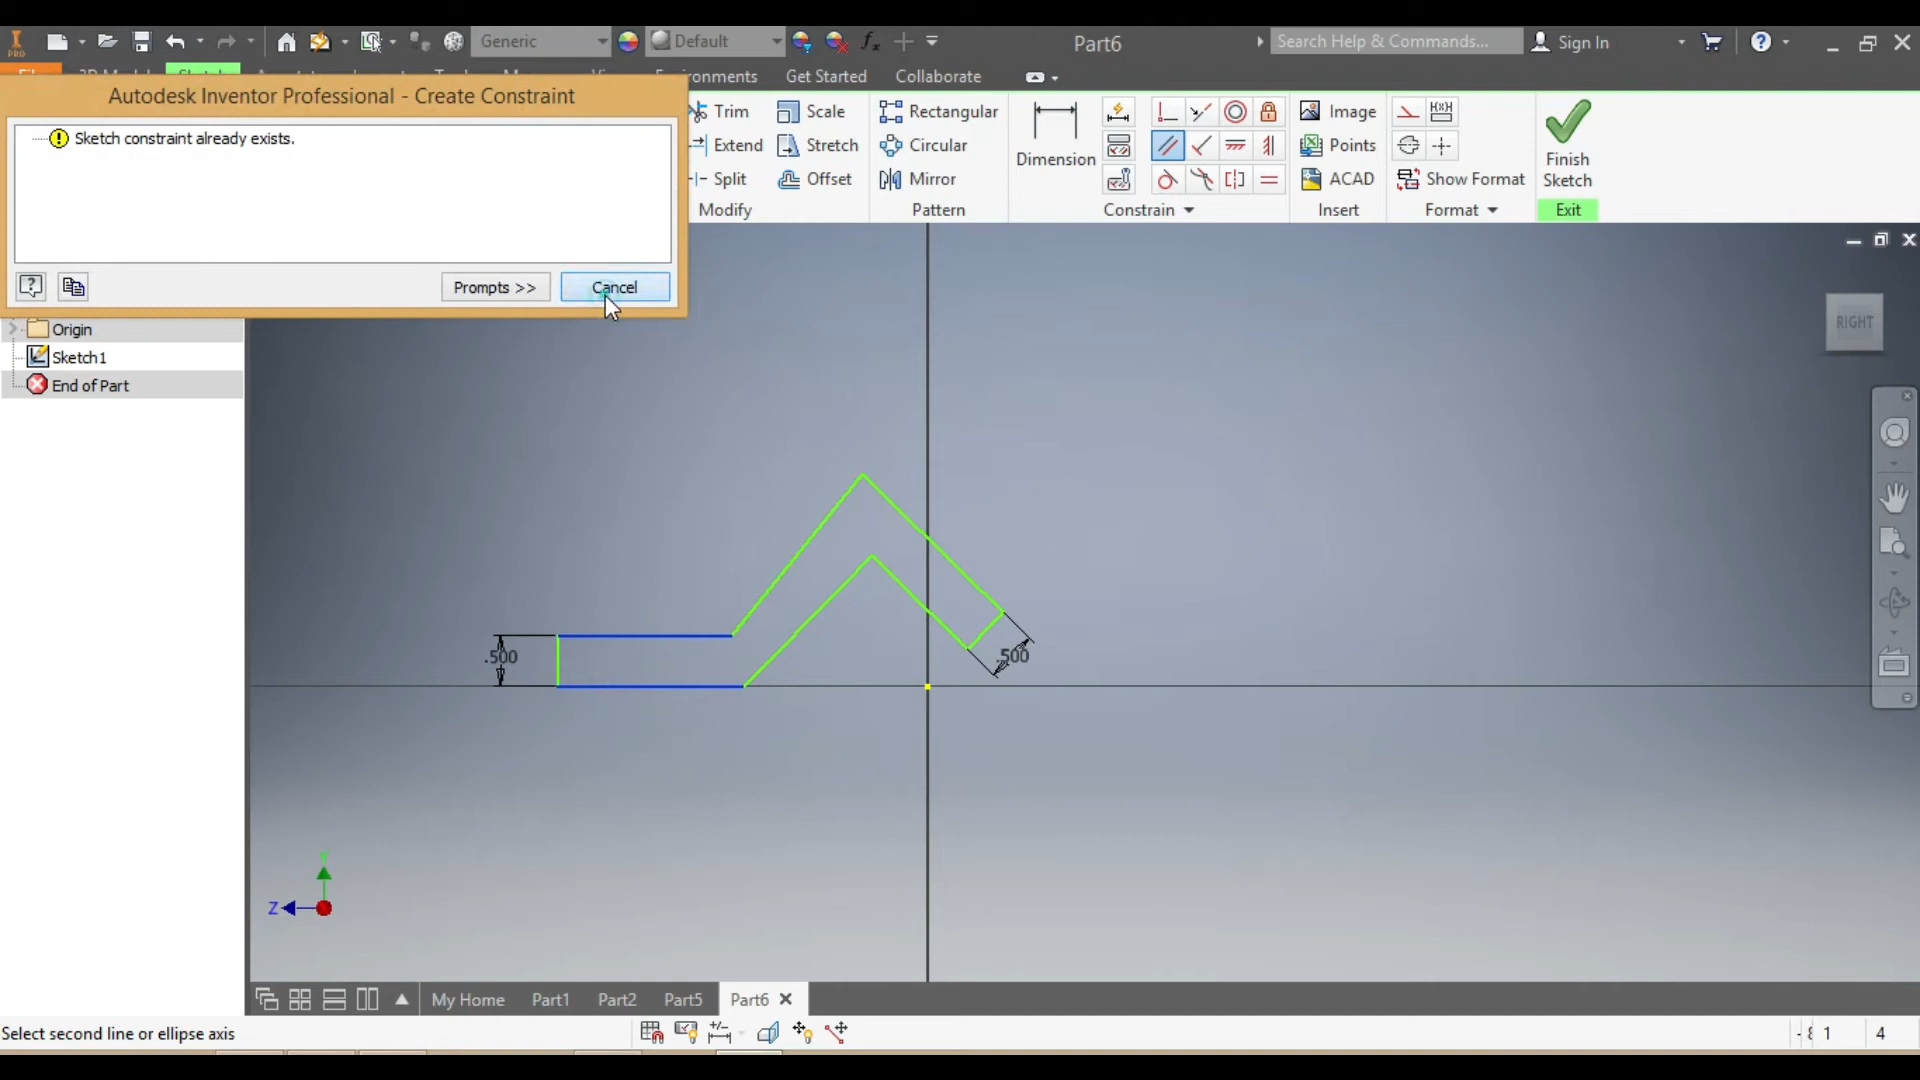 PRO
Generic
Default
Part6
Search Help & Commands...
Sign In
Environments
Get Started
Collaborate
Autodesk Inventor Professional - Create Constraint
Sketch constraint already exists.
Prompts >>
Cancel
Trim
Scale
Rectangular
Extend
Stretch
Circular
Split
Offset
Mirror
Dimension
Image
Points
ACAD
Show Format
Finish
Sketch
Modify
Pattern
Constrain
Insert
Format
Exit
Origin
Sketch1
End of Part
RIGHT
.500
.500
Y
Z
My Home
Part1
Part2
Part5
Part6
Select second line or ellipse axis
1
4